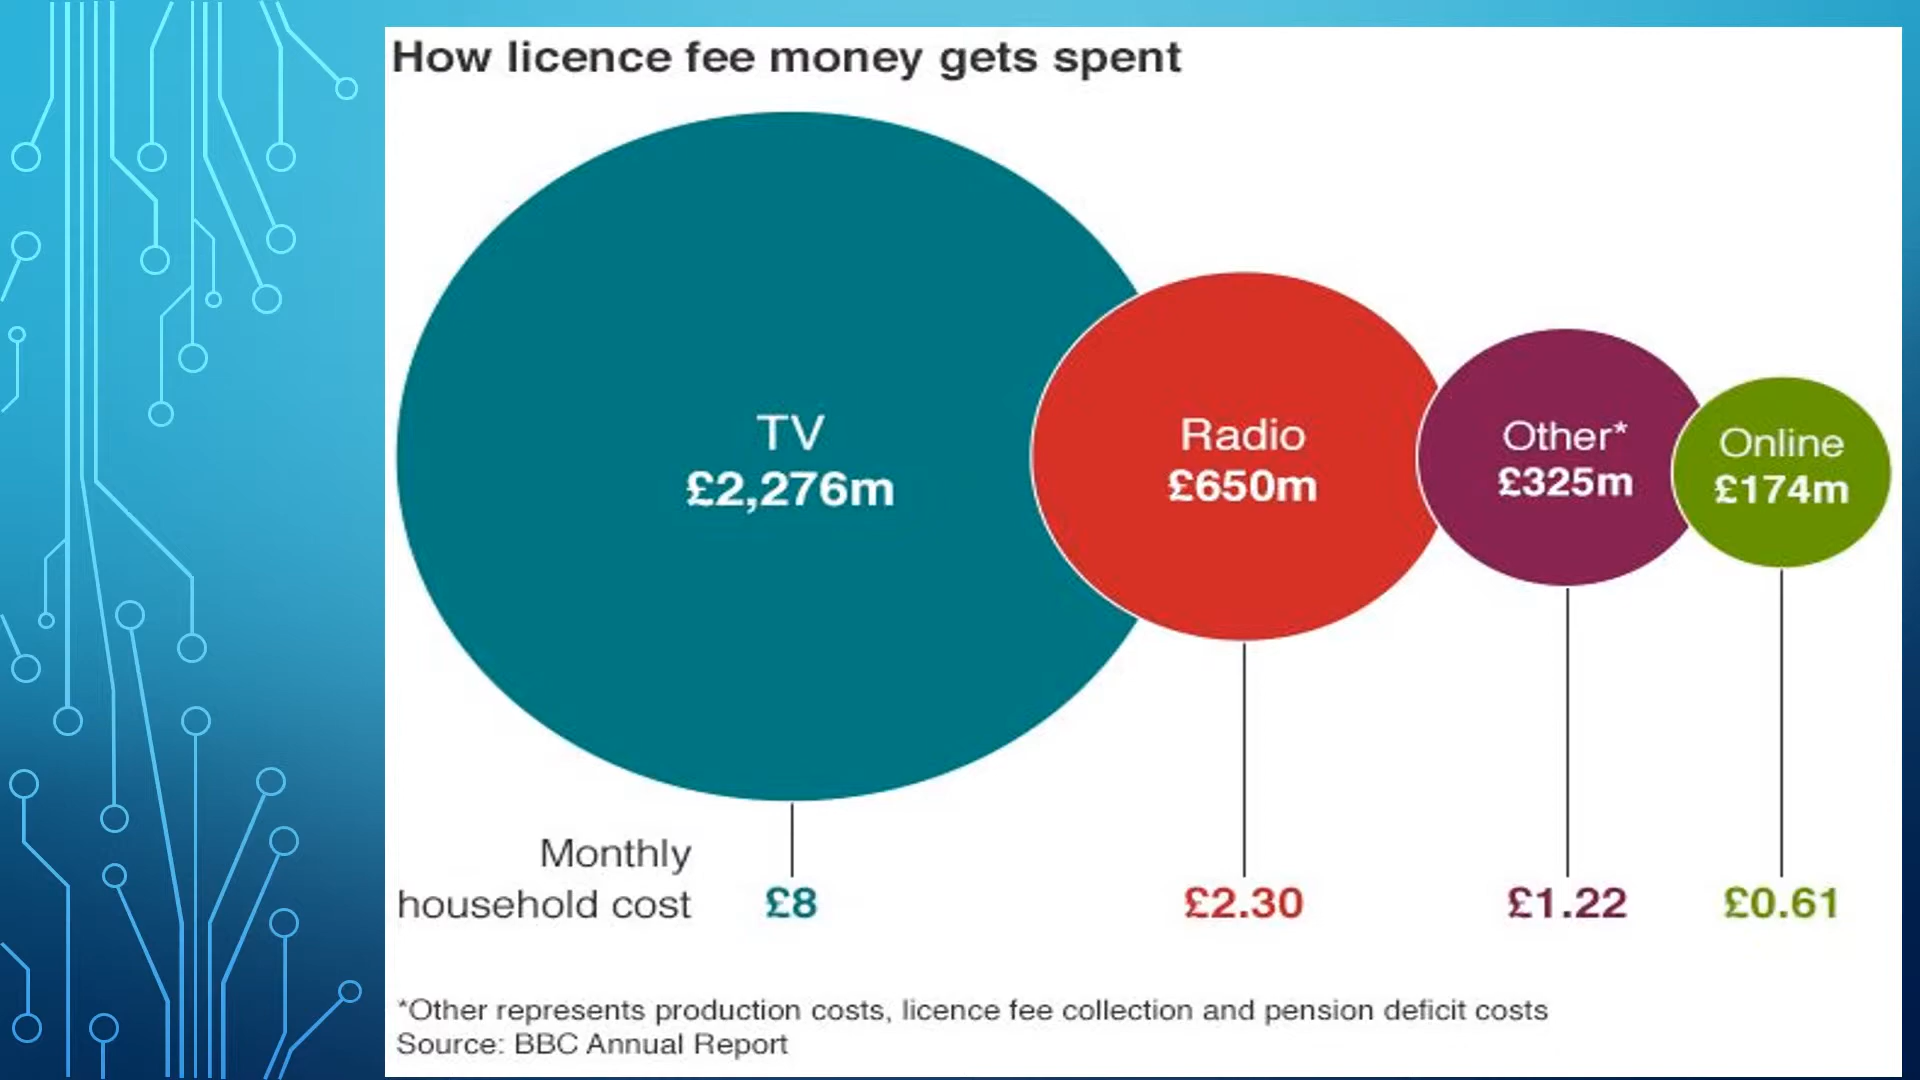 How licence fee money gets spent
TV
£2,276m
Radio
£650m
Other*
£325m
Online
£174m
Monthly
household cost
£8
£2.30
£1.22
£0.61
*Other represents production costs, licence fee collection and pension deficit costs
Source: BBC Annual Report